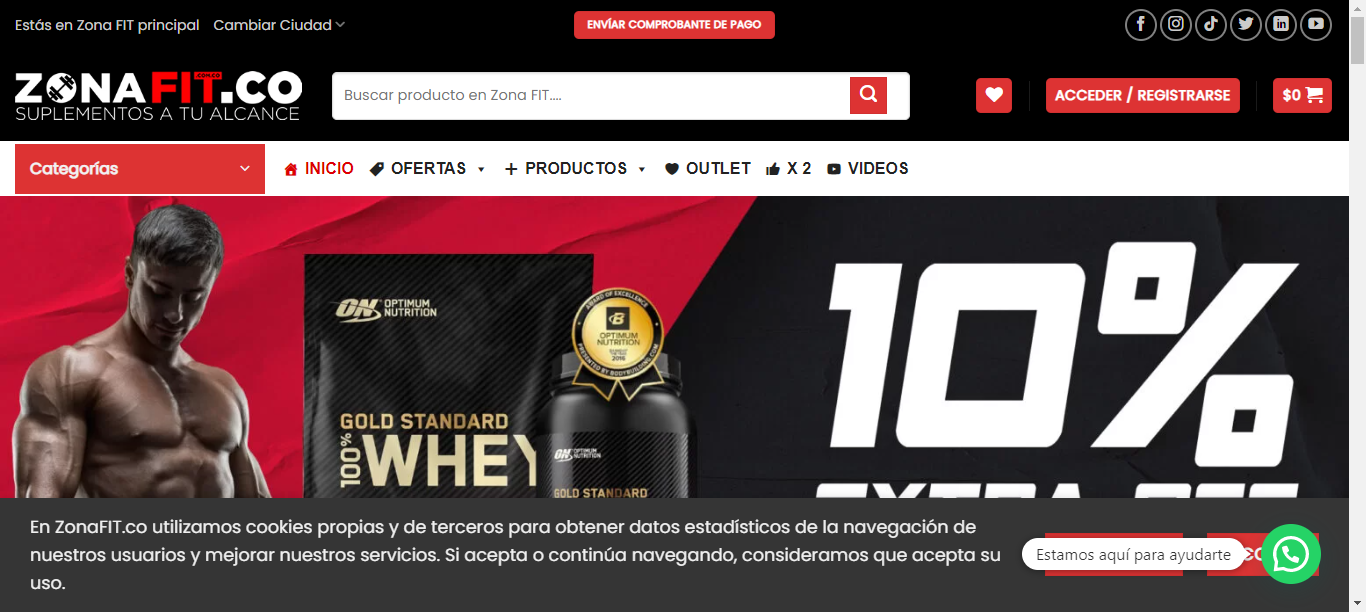 Estás en Zona FIT principal Cambiar Ciudad
ENVÍAR COMPROBANTE DE PAGO
ZONAFIT.CO
.COM.CO
SUPLEMENTOS A TU ALCANCE
Buscar producto en Zona FIT....
ACCEDER / REGISTRARSE
$0
Categorías
INICIO OFERTAS PRODUCTOS OUTLET X 2 VIDEOS
10%
ON OPTIMUM NUTRITION
AWARD OF EXCELLENCE
B
OPTIMUM
NUTRITION
2016
PRESENTED BY BODYBUILDING.COM
GOLD STANDARD
100% WHEY
ON OPTIMUM NUTRITION
GOLD STANDARD
En ZonaFIT.co utilizamos cookies propias y de terceros para obtener datos estadísticos de la navegación de
nuestros usuarios y mejorar nuestros servicios. Si acepta o continúa navegando, consideramos que acepta su
uso.
Estamos aquí para ayudarte